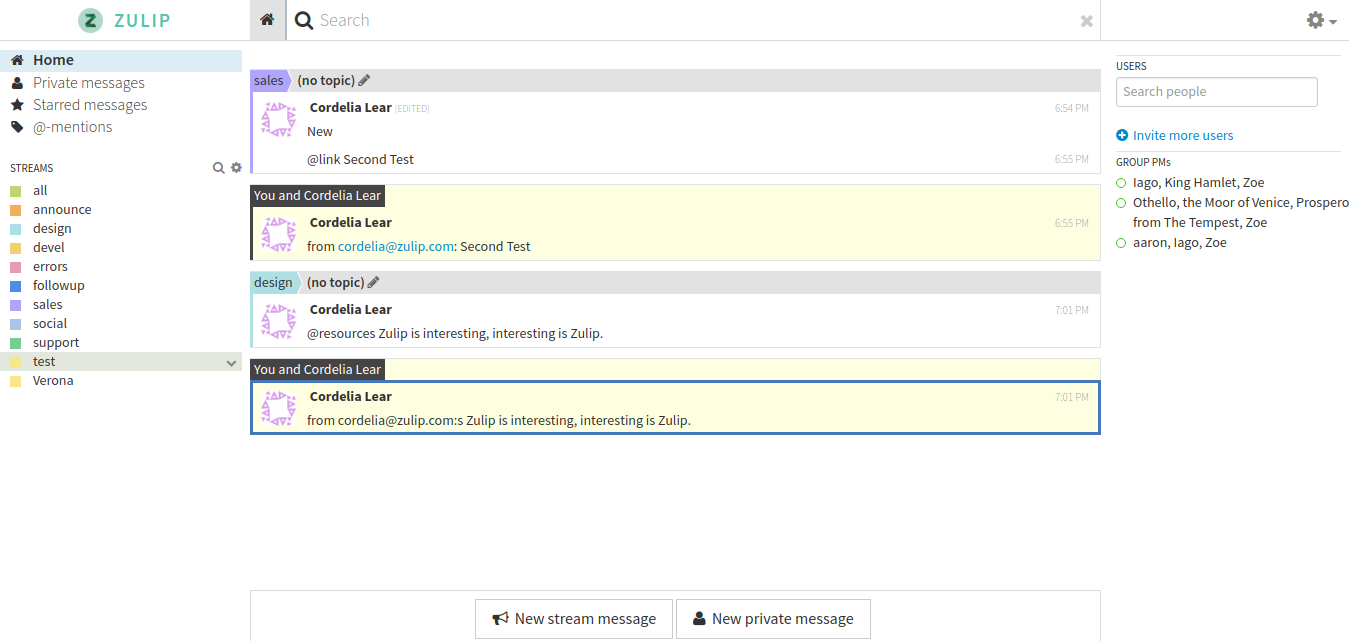 Z ZULIP
Search
Home
Private messages
Starred messages
@-mentions
STREAMS
all
announce
design
devel
errors
followup
sales
social
support
test
Verona
sales (no topic)
Cordelia Lear (EDITED) 6:54 PM
New
@link Second Test 6:55 PM
You and Cordelia Lear
Cordelia Lear 6:55 PM
from cordelia@zulip.com: Second Test
design (no topic)
Cordelia Lear 7:01 PM
@resources Zulip is interesting, interesting is Zulip.
You and Cordelia Lear
Cordelia Lear 7:01 PM
from cordelia@zulip.com:s Zulip is interesting, interesting is Zulip.
New stream message
New private message
USERS
Search people
Invite more users
GROUP PMs
Iago, King Hamlet, Zoe
Othello, the Moor of Venice, Prospero
from The Tempest, Zoe
aaron, Iago, Zoe